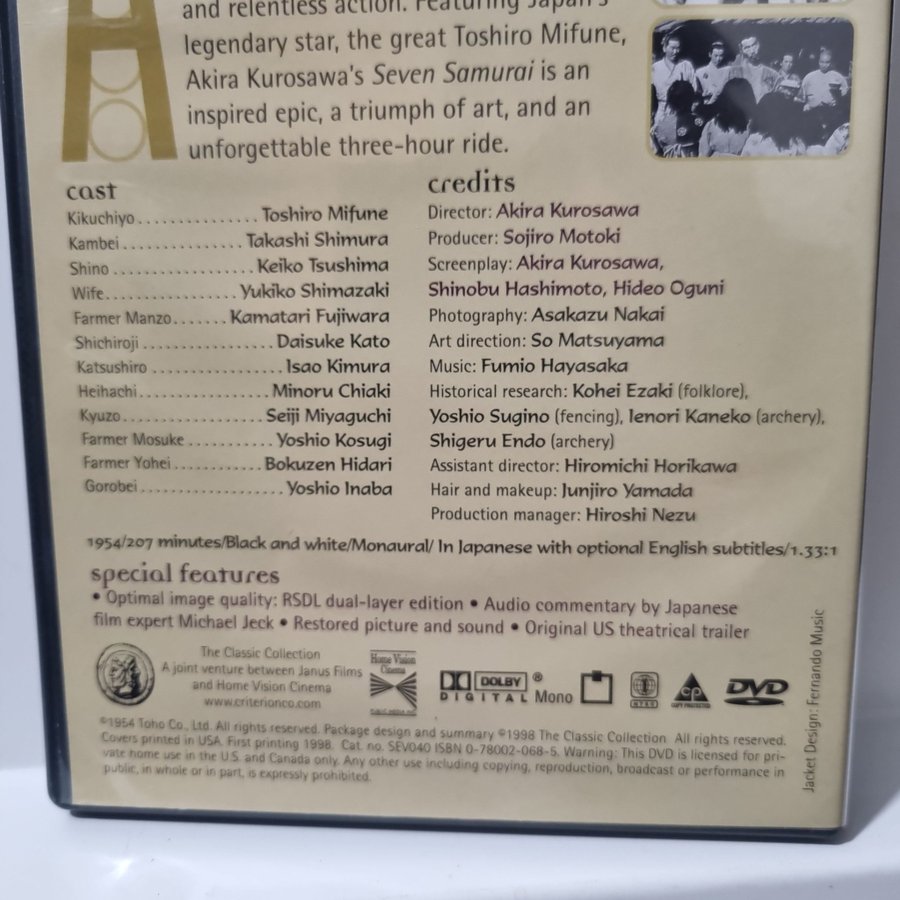 and relentless action. Featuring Japan's
legendary star, the great Toshiro Mifune,
Akira Kurosawa's Seven Samurai is an
inspired epic, a triumph of art, and an
unforgettable three-hour ride.
cast
Kikuchiyo...............Toshiro Mifune
Kambei................Takashi Shimura
Shino...................Keiko Tsushima
Wife..................Yukiko Shimazaki
Farmer Manzo.......Kamatari Fujiwara
Shichiroji..................Daisuke Kato
Katsushiro..................Isao Kimura
Heihachi..................Minoru Chiaki
Kyuzo...................Seiji Miyaguchi
Farmer Mosuke...........Yoshio Kosugi
Farmer Yohei............Bokuzen Hidari
Gorobei...................Yoshio Inaba
credits
Director: Akira Kurosawa
Producer: Sojiro Motoki
Screenplay: Akira Kurosawa,
Shinobu Hashimoto, Hideo Oguni
Photography: Asakazu Nakai
Art direction: So Matsuyama
Music: Fumio Hayasaka
Historical research: Kohei Ezaki (folklore),
Yoshio Sugino (fencing), Ienori Kaneko (archery),
Shigeru Endo (archery)
Assistant director: Hiromichi Horikawa
Hair and makeup: Junjiro Yamada
Production manager: Hiroshi Nezu
1954/207 minutes/Black and white/Monaural/ In Japanese with optional English subtitles/1.33:1
special features
• Optimal image quality: RSDL dual-layer edition • Audio commentary by Japanese
film expert Michael Jeck • Restored picture and sound • Original US theatrical trailer
The Classic Collection
A joint venture between Janus Films
and Home Vision Cinema
www.criterionco.com
Home Vision
Cinema
DOLBY ®
DIGITAL Mono
INTRO
CP
COPY PROTECTED
DVD
©1954 Toho Co., Ltd. All rights reserved. Package design and summary ©1998 The Classic Collection. All rights reserved.
Covers printed in USA. First printing 1998. Cat. no. SEV040 ISBN 0-78002-068-5. Warning: This DVD is licensed for pri-
vate home use in the U.S. and Canada only. Any other use including copying, reproduction, broadcast or performance in
public, in whole or in part, is expressly prohibited.
Jacket Design: Fernando Music